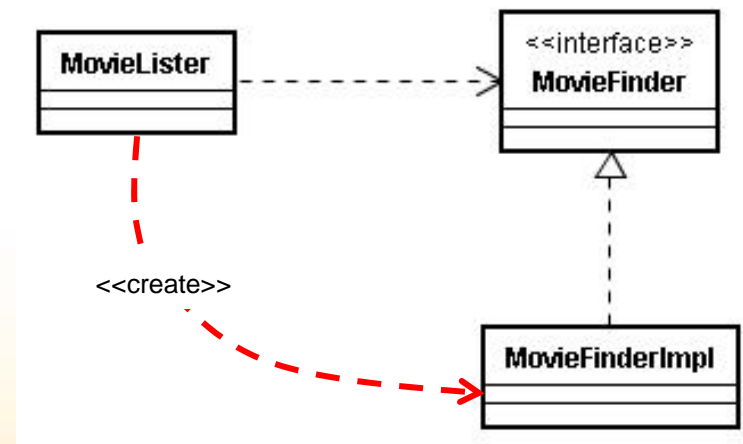 MovieLister
<<interface>>
MovieFinder
<<create>>
MovieFinderImpl